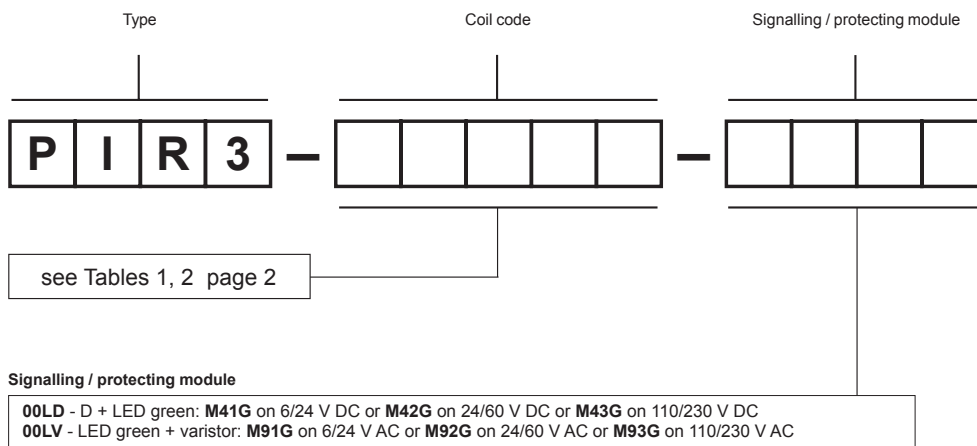 Type Coil code Signalling / protecting module
PIR3 – –
see Tables 1, 2 page 2
Signalling / protecting module
00LD - D + LED green: M41G on 6/24 V DC or M42G on 24/60 V DC or M43G on 110/230 V DC
00LV - LED green + varistor: M91G on 6/24 V AC or M92G on 24/60 V AC or M93G on 110/230 V AC